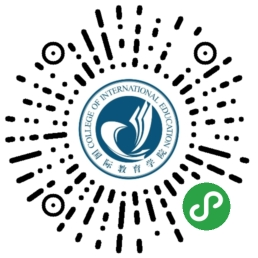 COLLEGE OF INTERNATIONAL EDUCATION
国际教育学院